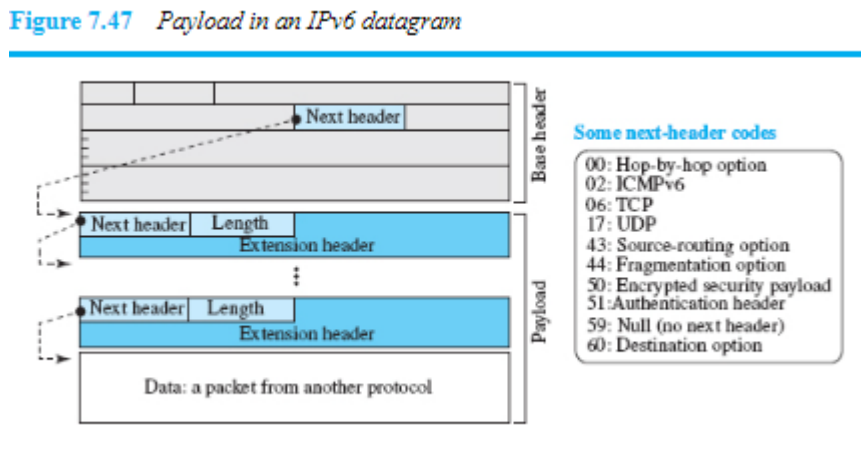 Figure 7.47 Payload in an IPv6 datagram
Next header
Base header
Next header Length
Extension header
Next header Length
Extension header
Data: a packet from another protocol
Payload
Some next-header codes
00: Hop-by-hop option
02: ICMPv6
06: TCP
17: UDP
43: Source-routing option
44: Fragmentation option
50: Encrypted security payload
51: Authentication header
59: Null (no next header)
60: Destination option